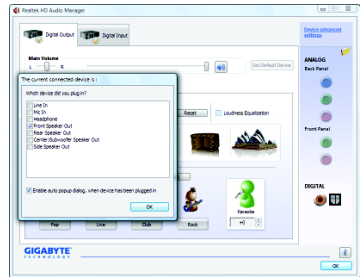 Realtek HD Audio Manager
Digital Output
Digital Input
Device advanced settings
Main Volume
L
R
Set Default Device
ANALOG
Back Panel
The current connected device is :
Which device did you plug in?
Line In
Mic In
Headphone
Front Speaker Out
Rear Speaker Out
Center/Subwoofer Speaker Out
Side Speaker Out
Enable auto popup dialog, when device has been plugged in
OK
Reset
Loudness Equalization
Front Panel
DIGITAL
Karaoke
Pop
Live
Club
Rock
+0
GIGABYTE
TECHNOLOGY
OK